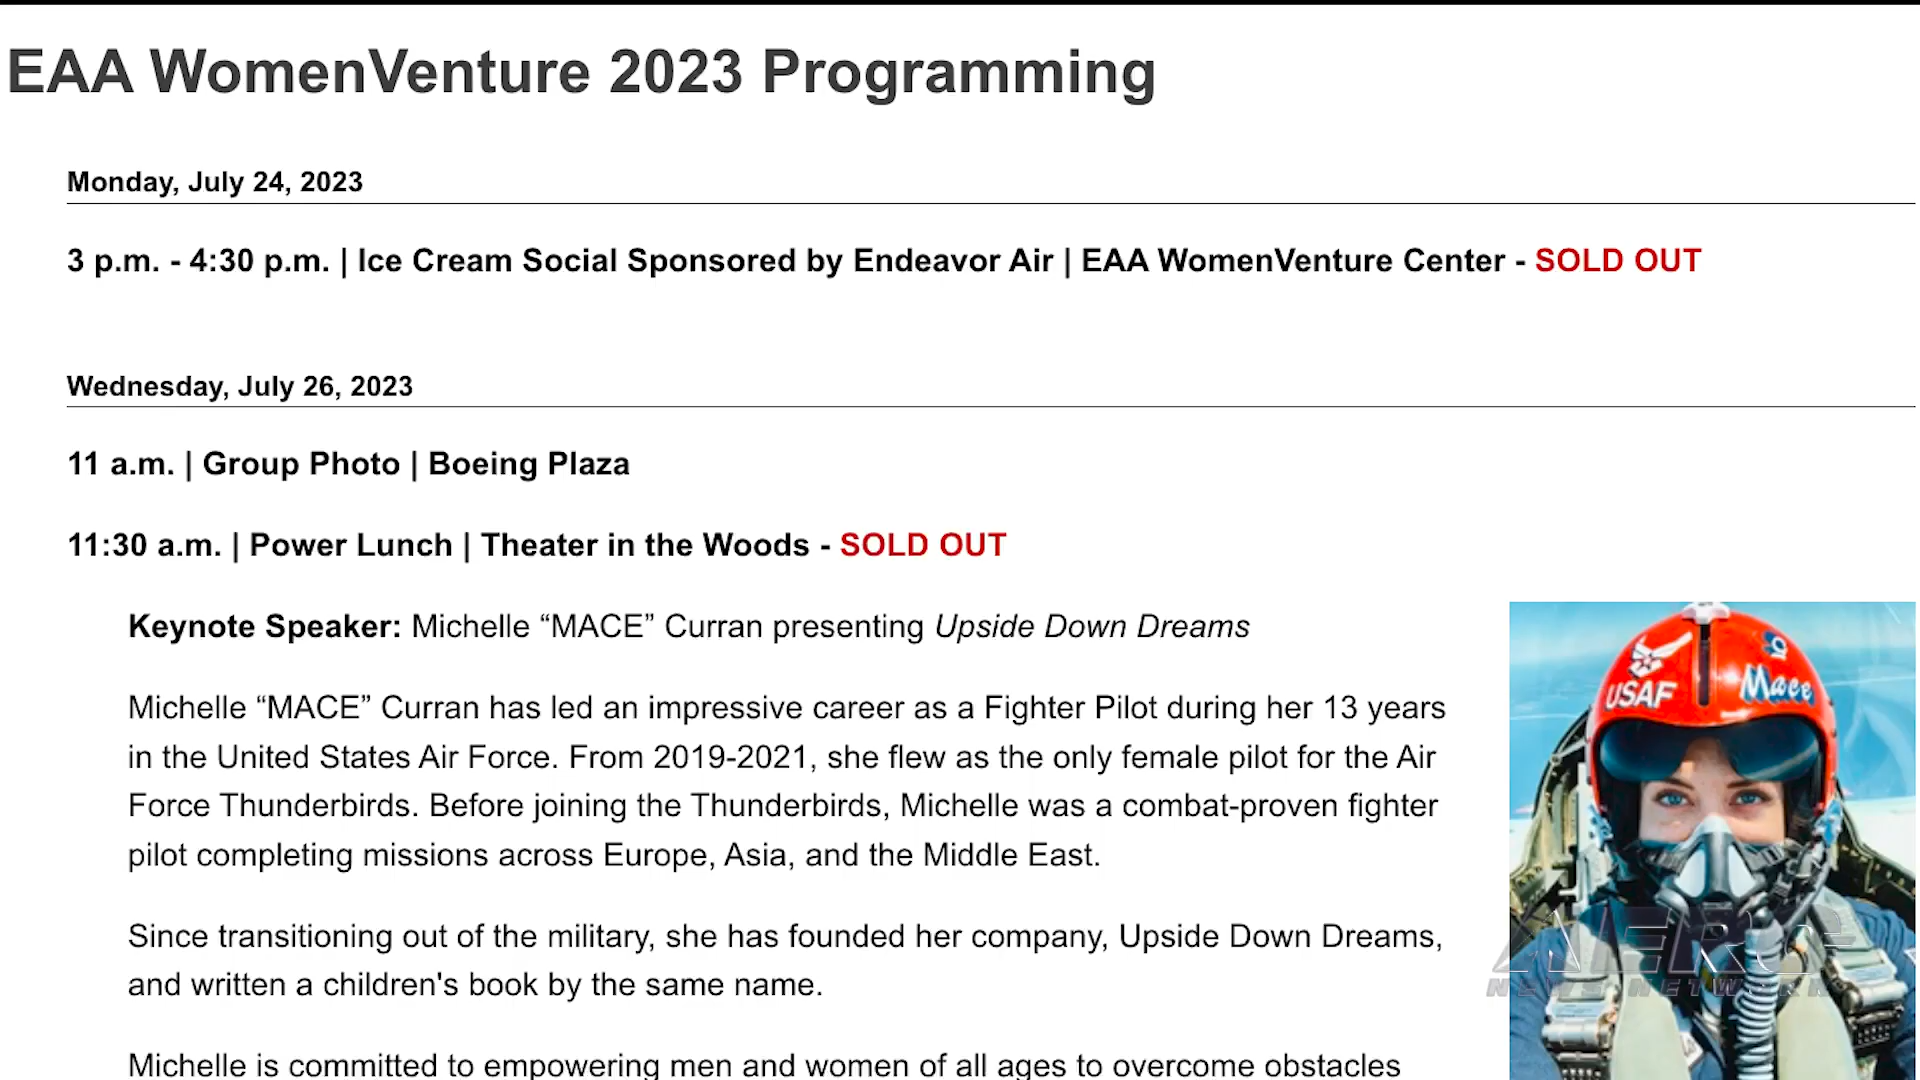 EAA WomenVenture 2023 Programming
Monday, July 24, 2023
3 p.m. - 4:30 p.m. | Ice Cream Social Sponsored by Endeavor Air | EAA WomenVenture Center - SOLD OUT
Wednesday, July 26, 2023
11 a.m. | Group Photo | Boeing Plaza
11:30 a.m. | Power Lunch | Theater in the Woods - SOLD OUT
Keynote Speaker: Michelle “MACE” Curran presenting Upside Down Dreams
Michelle “MACE” Curran has led an impressive career as a Fighter Pilot during her 13 years
in the United States Air Force. From 2019-2021, she flew as the only female pilot for the Air
Force Thunderbirds. Before joining the Thunderbirds, Michelle was a combat-proven fighter
pilot completing missions across Europe, Asia, and the Middle East.
Since transitioning out of the military, she has founded her company, Upside Down Dreams,
and written a children's book by the same name.
Michelle is committed to empowering men and women of all ages to overcome obstacles
USAF
Mace
AERO
NEWS NETWORK